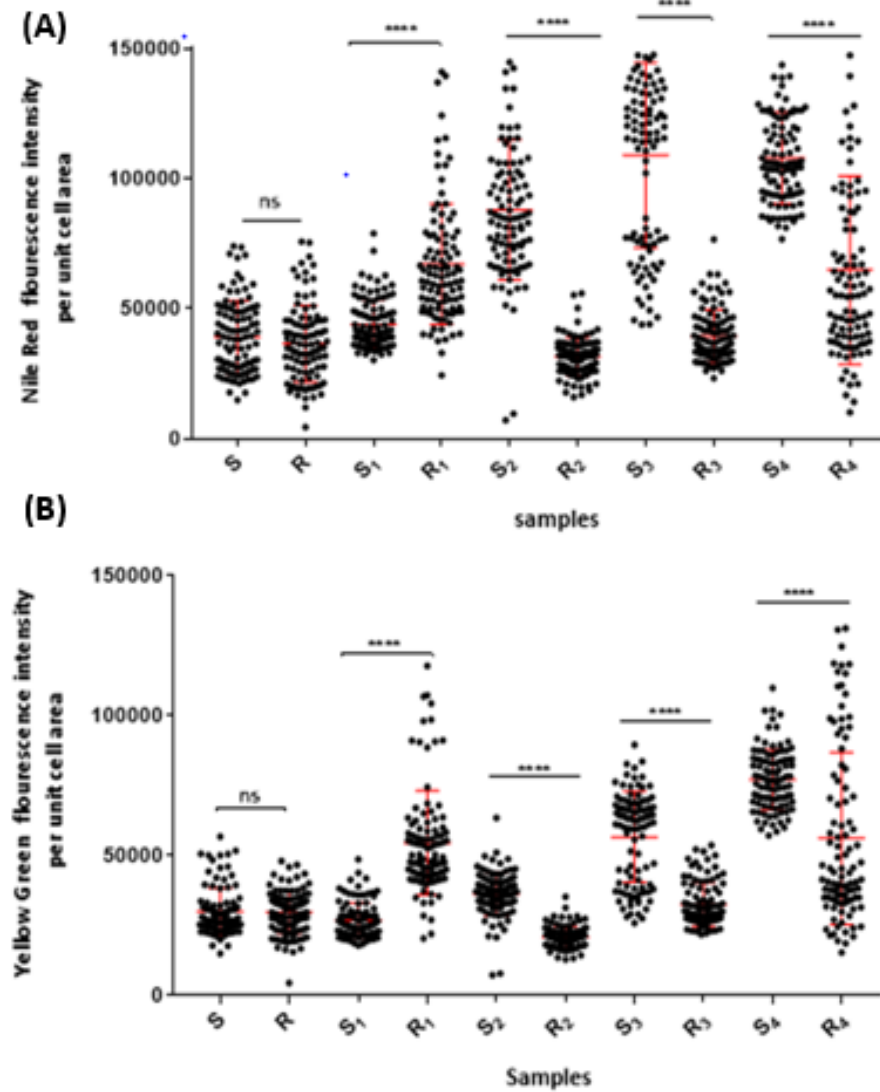 (A)
Nile Red flourescence intensity
per unit cell area
150000
100000
50000
0
ns
****
****
****
****
S R S₁ R₁ S₂ R₂ S₃ R₃ S₄ R₄
samples
(B)
Yellow Green flourescence intensity
per unit cell area
150000
100000
50000
0
ns
****
****
****
****
S R S₁ R₁ S₂ R₂ S₃ R₃ S₄ R₄
Samples